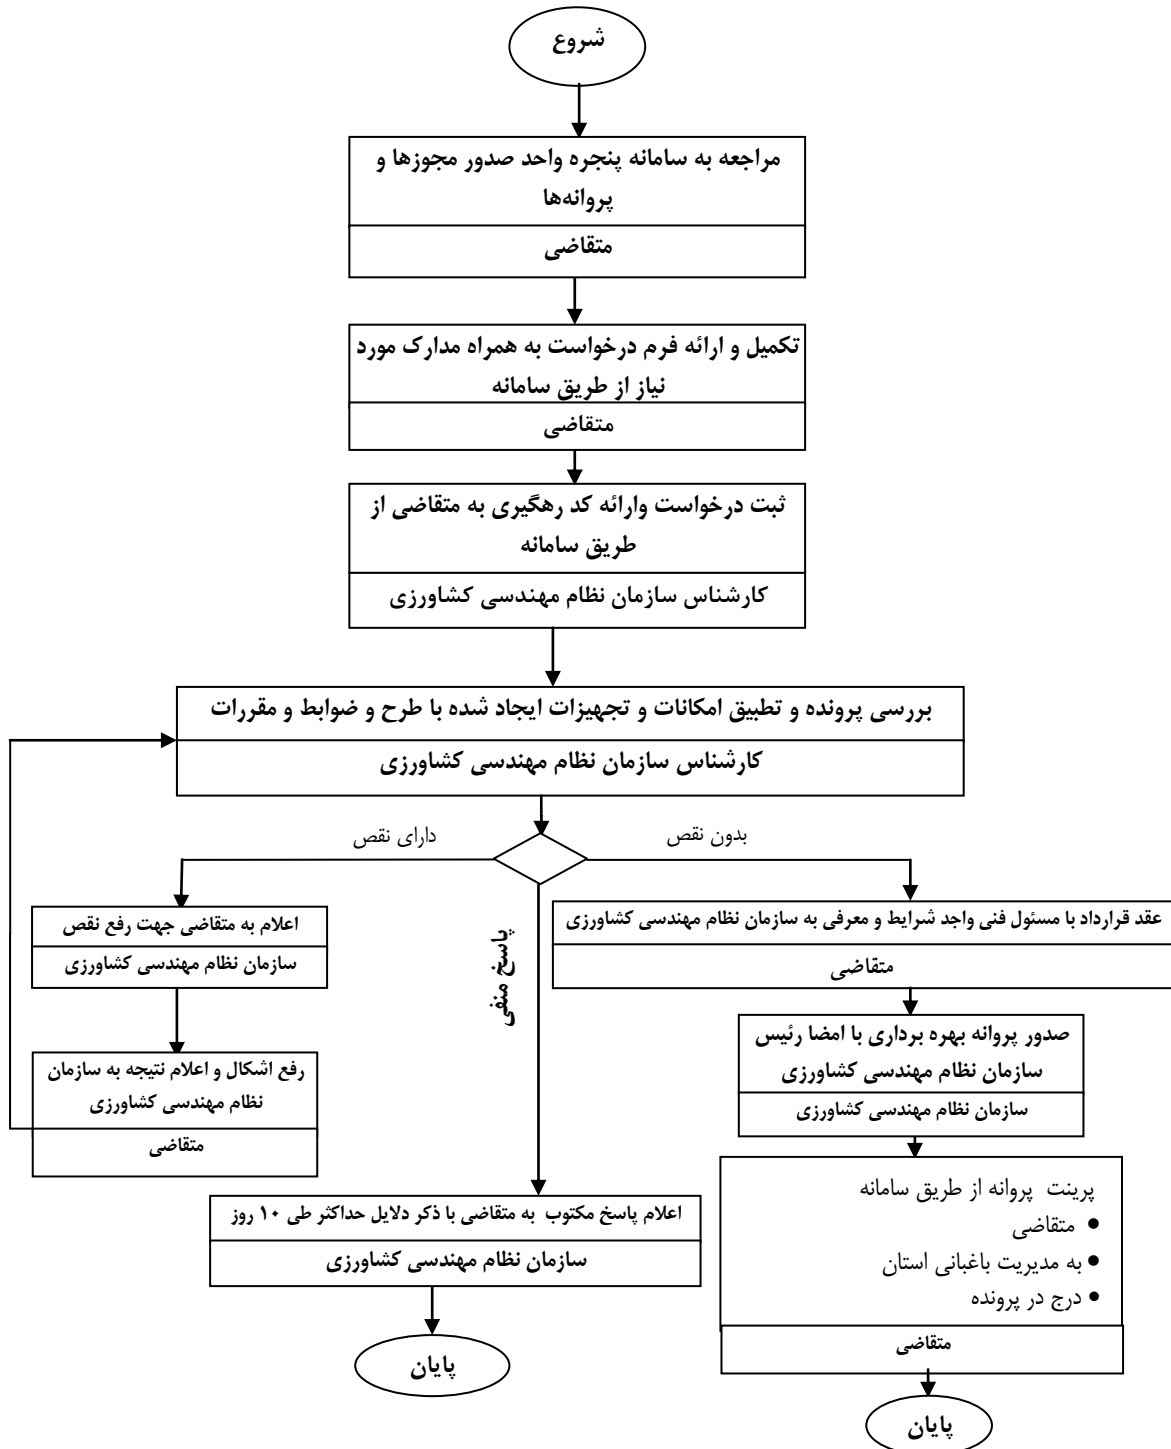 شروع
مراجعه به سامانه پنجره واحد صدور مجوزها و
پروانه‌ها
متقاضی
تکمیل و ارائه فرم درخواست به همراه مدارک مورد
نیاز از طریق سامانه
متقاضی
ثبت درخواست وارائه کد رهگیری به متقاضی از
طریق سامانه
کارشناس سازمان نظام مهندسی کشاورزی
بررسی پرونده و تطبیق امکانات و تجهیزات ایجاد شده با طرح و ضوابط و مقررات
کارشناس سازمان نظام مهندسی کشاورزی
بدون نقص
دارای نقص
عقد قرارداد با مسئول فنی واجد شرایط و معرفی به سازمان نظام مهندسی کشاورزی
متقاضی
صدور پروانه بهره برداری با امضا رئیس
سازمان نظام مهندسی کشاورزی
سازمان نظام مهندسی کشاورزی
پرینت پروانه از طریق سامانه
• متقاضی
• به مدیریت باغبانی استان
• درج در پرونده
متقاضی
پایان
پاسخ منفی
اعلام پاسخ مکتوب به متقاضی با ذکر دلایل حداکثر طی ۱۰ روز
سازمان نظام مهندسی کشاورزی
پایان
اعلام به متقاضی جهت رفع نقص
سازمان نظام مهندسی کشاورزی
رفع اشکال و اعلام نتیجه به سازمان
نظام مهندسی کشاورزی
متقاضی